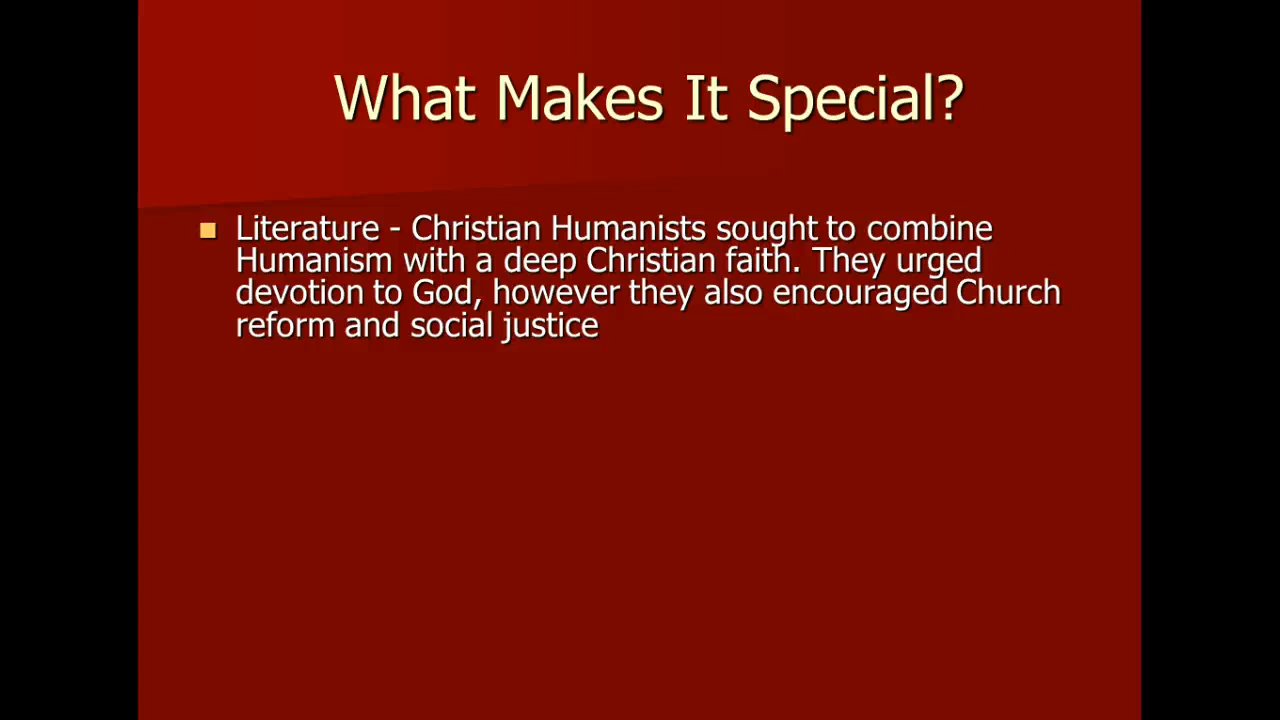 What Makes It Special?
Literature - Christian Humanists sought to combine
Humanism with a deep Christian faith. They urged
devotion to God, however they also encouraged Church
reform and social justice